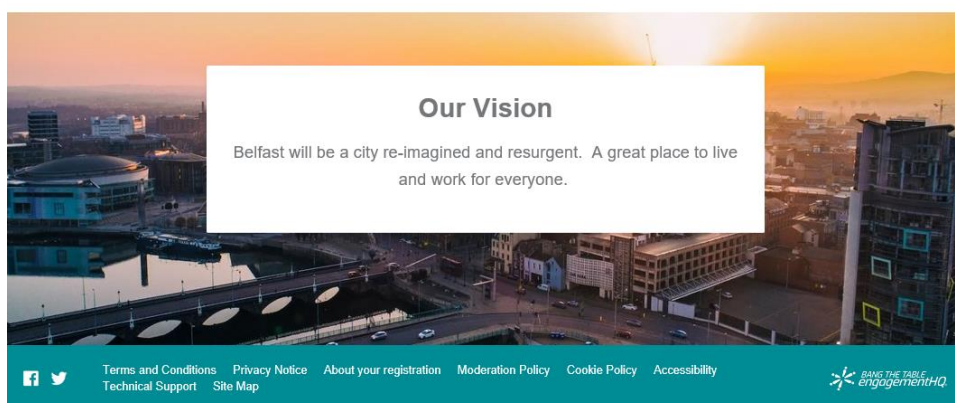 Our Vision
Belfast will be a city re-imagined and resurgent.  A great place to live
and work for everyone.
Terms and Conditions Privacy Notice About your registration Moderation Policy Cookie Policy Accessibility
Technical Support Site Map
BANG THE TABLE
engagementHQ.